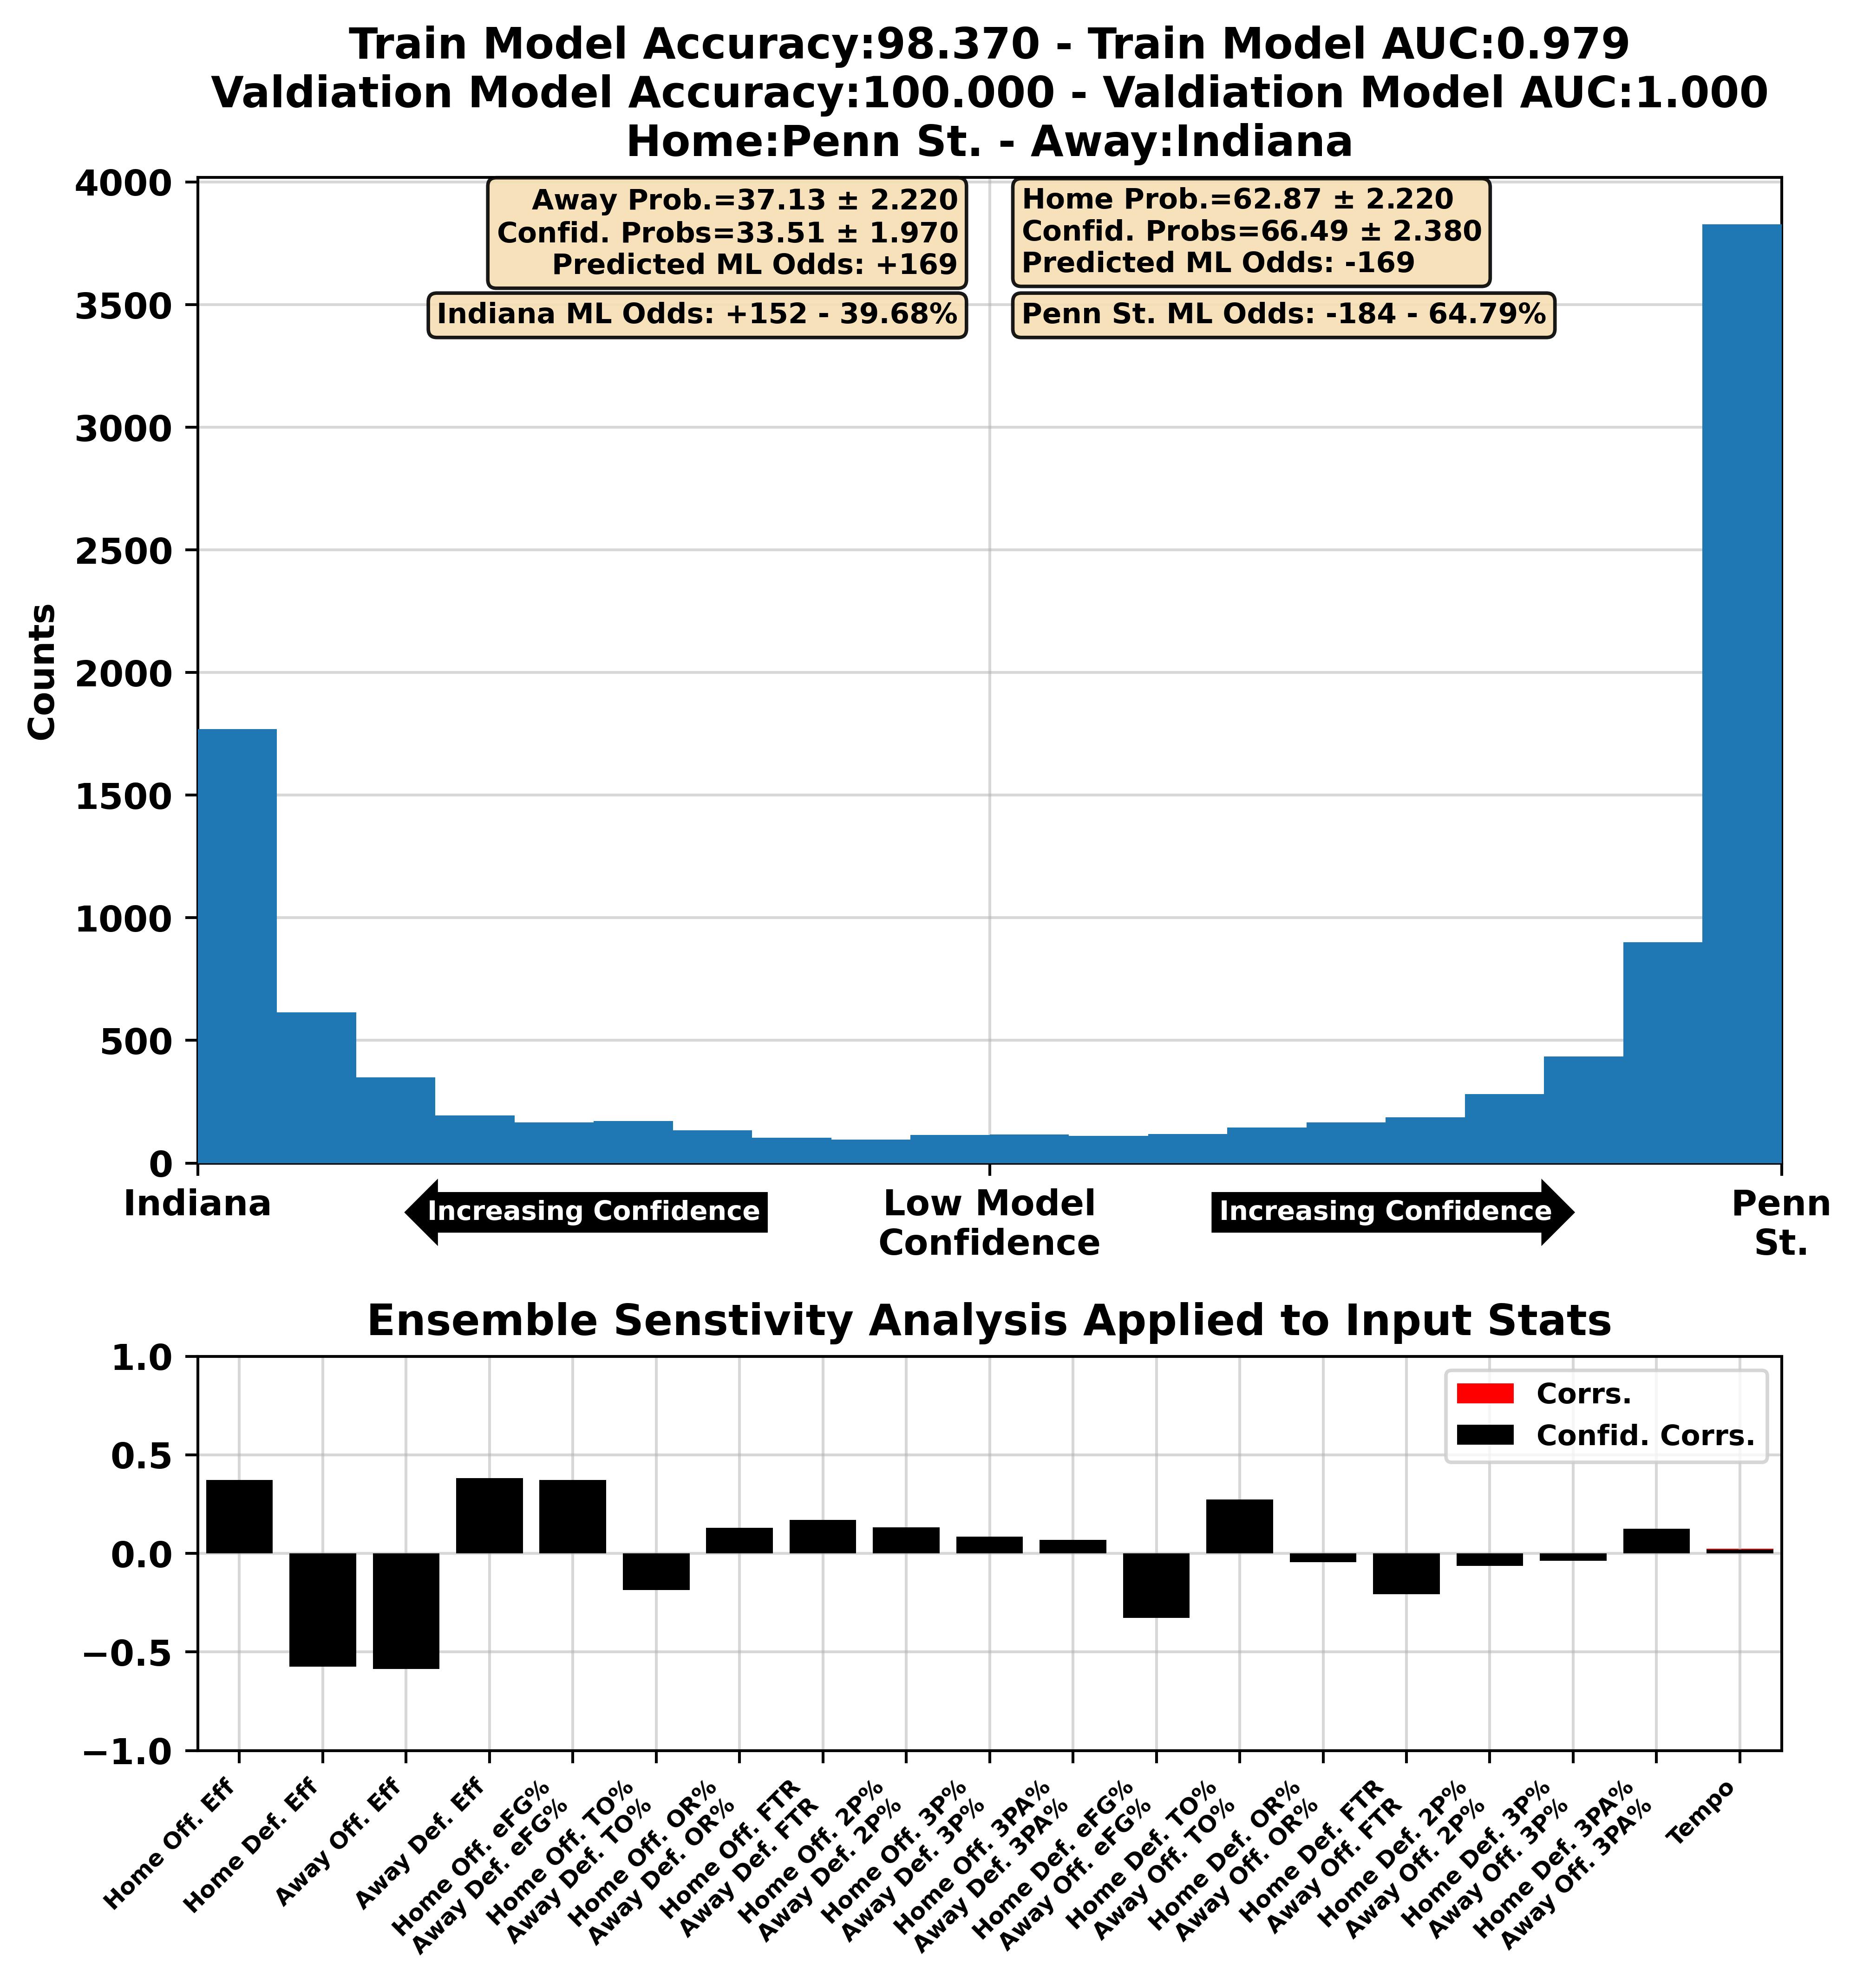 Train Model Accuracy:98.370 - Train Model AUC:0.979
Valdiation Model Accuracy:100.000 - Valdiation Model AUC:1.000
Home:Penn St. - Away:Indiana
4000
3500
3000
2500
2000
1500
1000
500
0
Counts
Away Prob.=37.13 ± 2.220
Confid. Probs=33.51 ± 1.970
Predicted ML Odds: +169
Indiana ML Odds: +152 - 39.68%
Home Prob.=62.87 ± 2.220
Confid. Probs=66.49 ± 2.380
Predicted ML Odds: -169
Penn St. ML Odds: -184 - 64.79%
Indiana
Increasing Confidence
Low Model
Confidence
Increasing Confidence
Penn
St.
Ensemble Senstivity Analysis Applied to Input Stats
1.0
0.5
0.0
−0.5
−1.0
Corrs.
Confid. Corrs.
Home Off. Eff
Home Def. Eff
Away Off. Eff
Away Def. Eff
Home Off. eFG%
Away Def. eFG%
Home Off. TO%
Away Def. TO%
Home Off. OR%
Away Def. OR%
Home Off. FTR
Away Def. FTR
Home Off. 2P%
Away Def. 2P%
Home Off. 3P%
Away Def. 3P%
Home Off. 3PA%
Away Def. 3PA%
Home Def. eFG%
Away Off. eFG%
Home Def. TO%
Away Off. TO%
Home Def. OR%
Away Off. OR%
Home Def. FTR
Away Off. FTR
Home Def. 2P%
Away Off. 2P%
Home Def. 3P%
Away Off. 3P%
Home Def. 3PA%
Away Off. 3PA%
Tempo